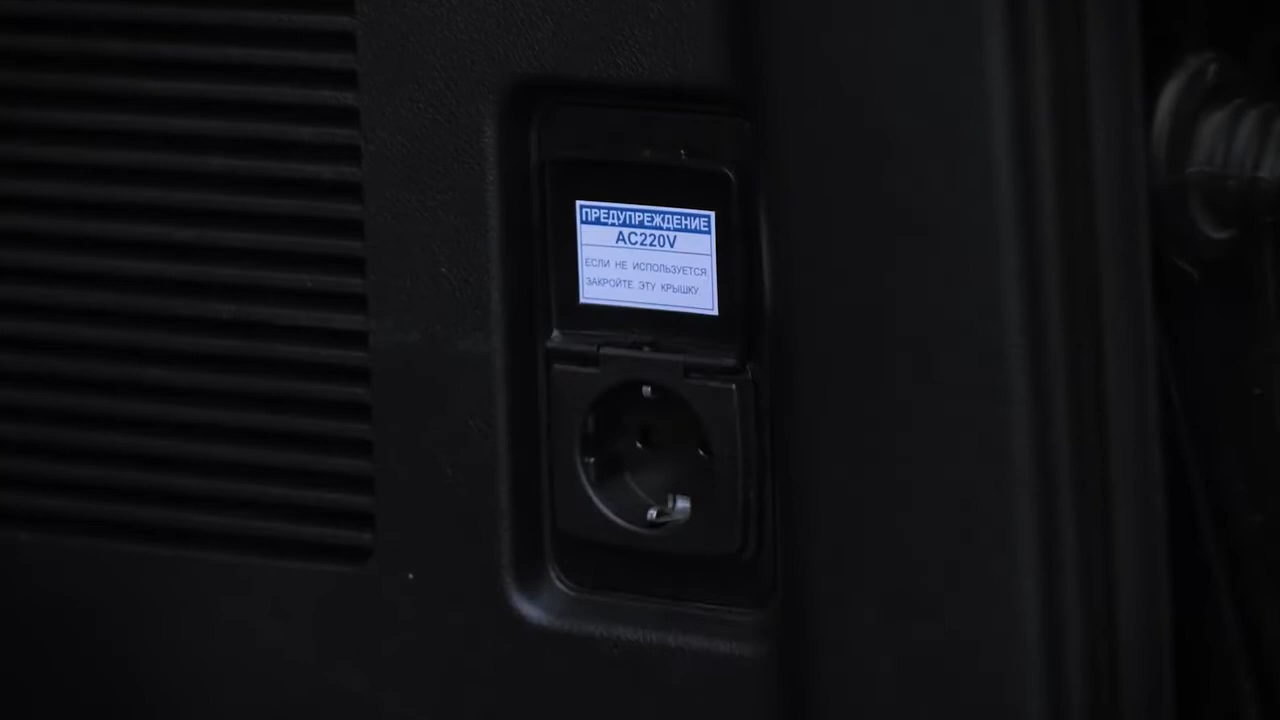 ПРЕДУПРЕЖДЕНИЕ
AC220V
ЕСЛИ НЕ ИСПОЛЬЗУЕТСЯ,
ЗАКРОЙТЕ ЭТУ КРЫШКУ.